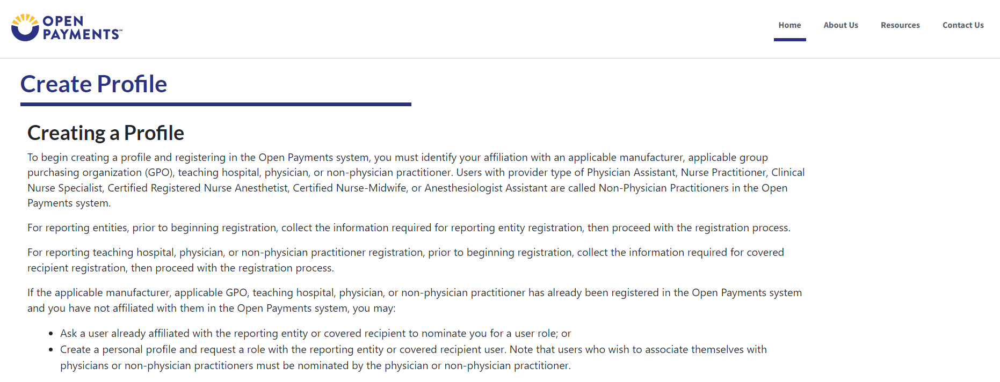 OPEN
PAYMENTS™
Home About Us Resources Contact Us
Create Profile
Creating a Profile
To begin creating a profile and registering in the Open Payments system, you must identify your affiliation with an applicable manufacturer, applicable group
purchasing organization (GPO), teaching hospital, physician, or non-physician practitioner. Users with provider type of Physician Assistant, Nurse Practitioner, Clinical
Nurse Specialist, Certified Registered Nurse Anesthetist, Certified Nurse-Midwife, or Anesthesiologist Assistant are called Non-Physician Practitioners in the Open
Payments system.
For reporting entities, prior to beginning registration, collect the information required for reporting entity registration, then proceed with the registration process.
For reporting teaching hospital, physician, or non-physician practitioner registration, prior to beginning registration, collect the information required for covered
recipient registration, then proceed with the registration process.
If the applicable manufacturer, applicable GPO, teaching hospital, physician, or non-physician practitioner has already been registered in the Open Payments system
and you have not affiliated with them in the Open Payments system, you may:
• Ask a user already affiliated with the reporting entity or covered recipient to nominate you for a user role; or
• Create a personal profile and request a role with the reporting entity or covered recipient user. Note that users who wish to associate themselves with
physicians or non-physician practitioners must be nominated by the physician or non-physician practitioner.